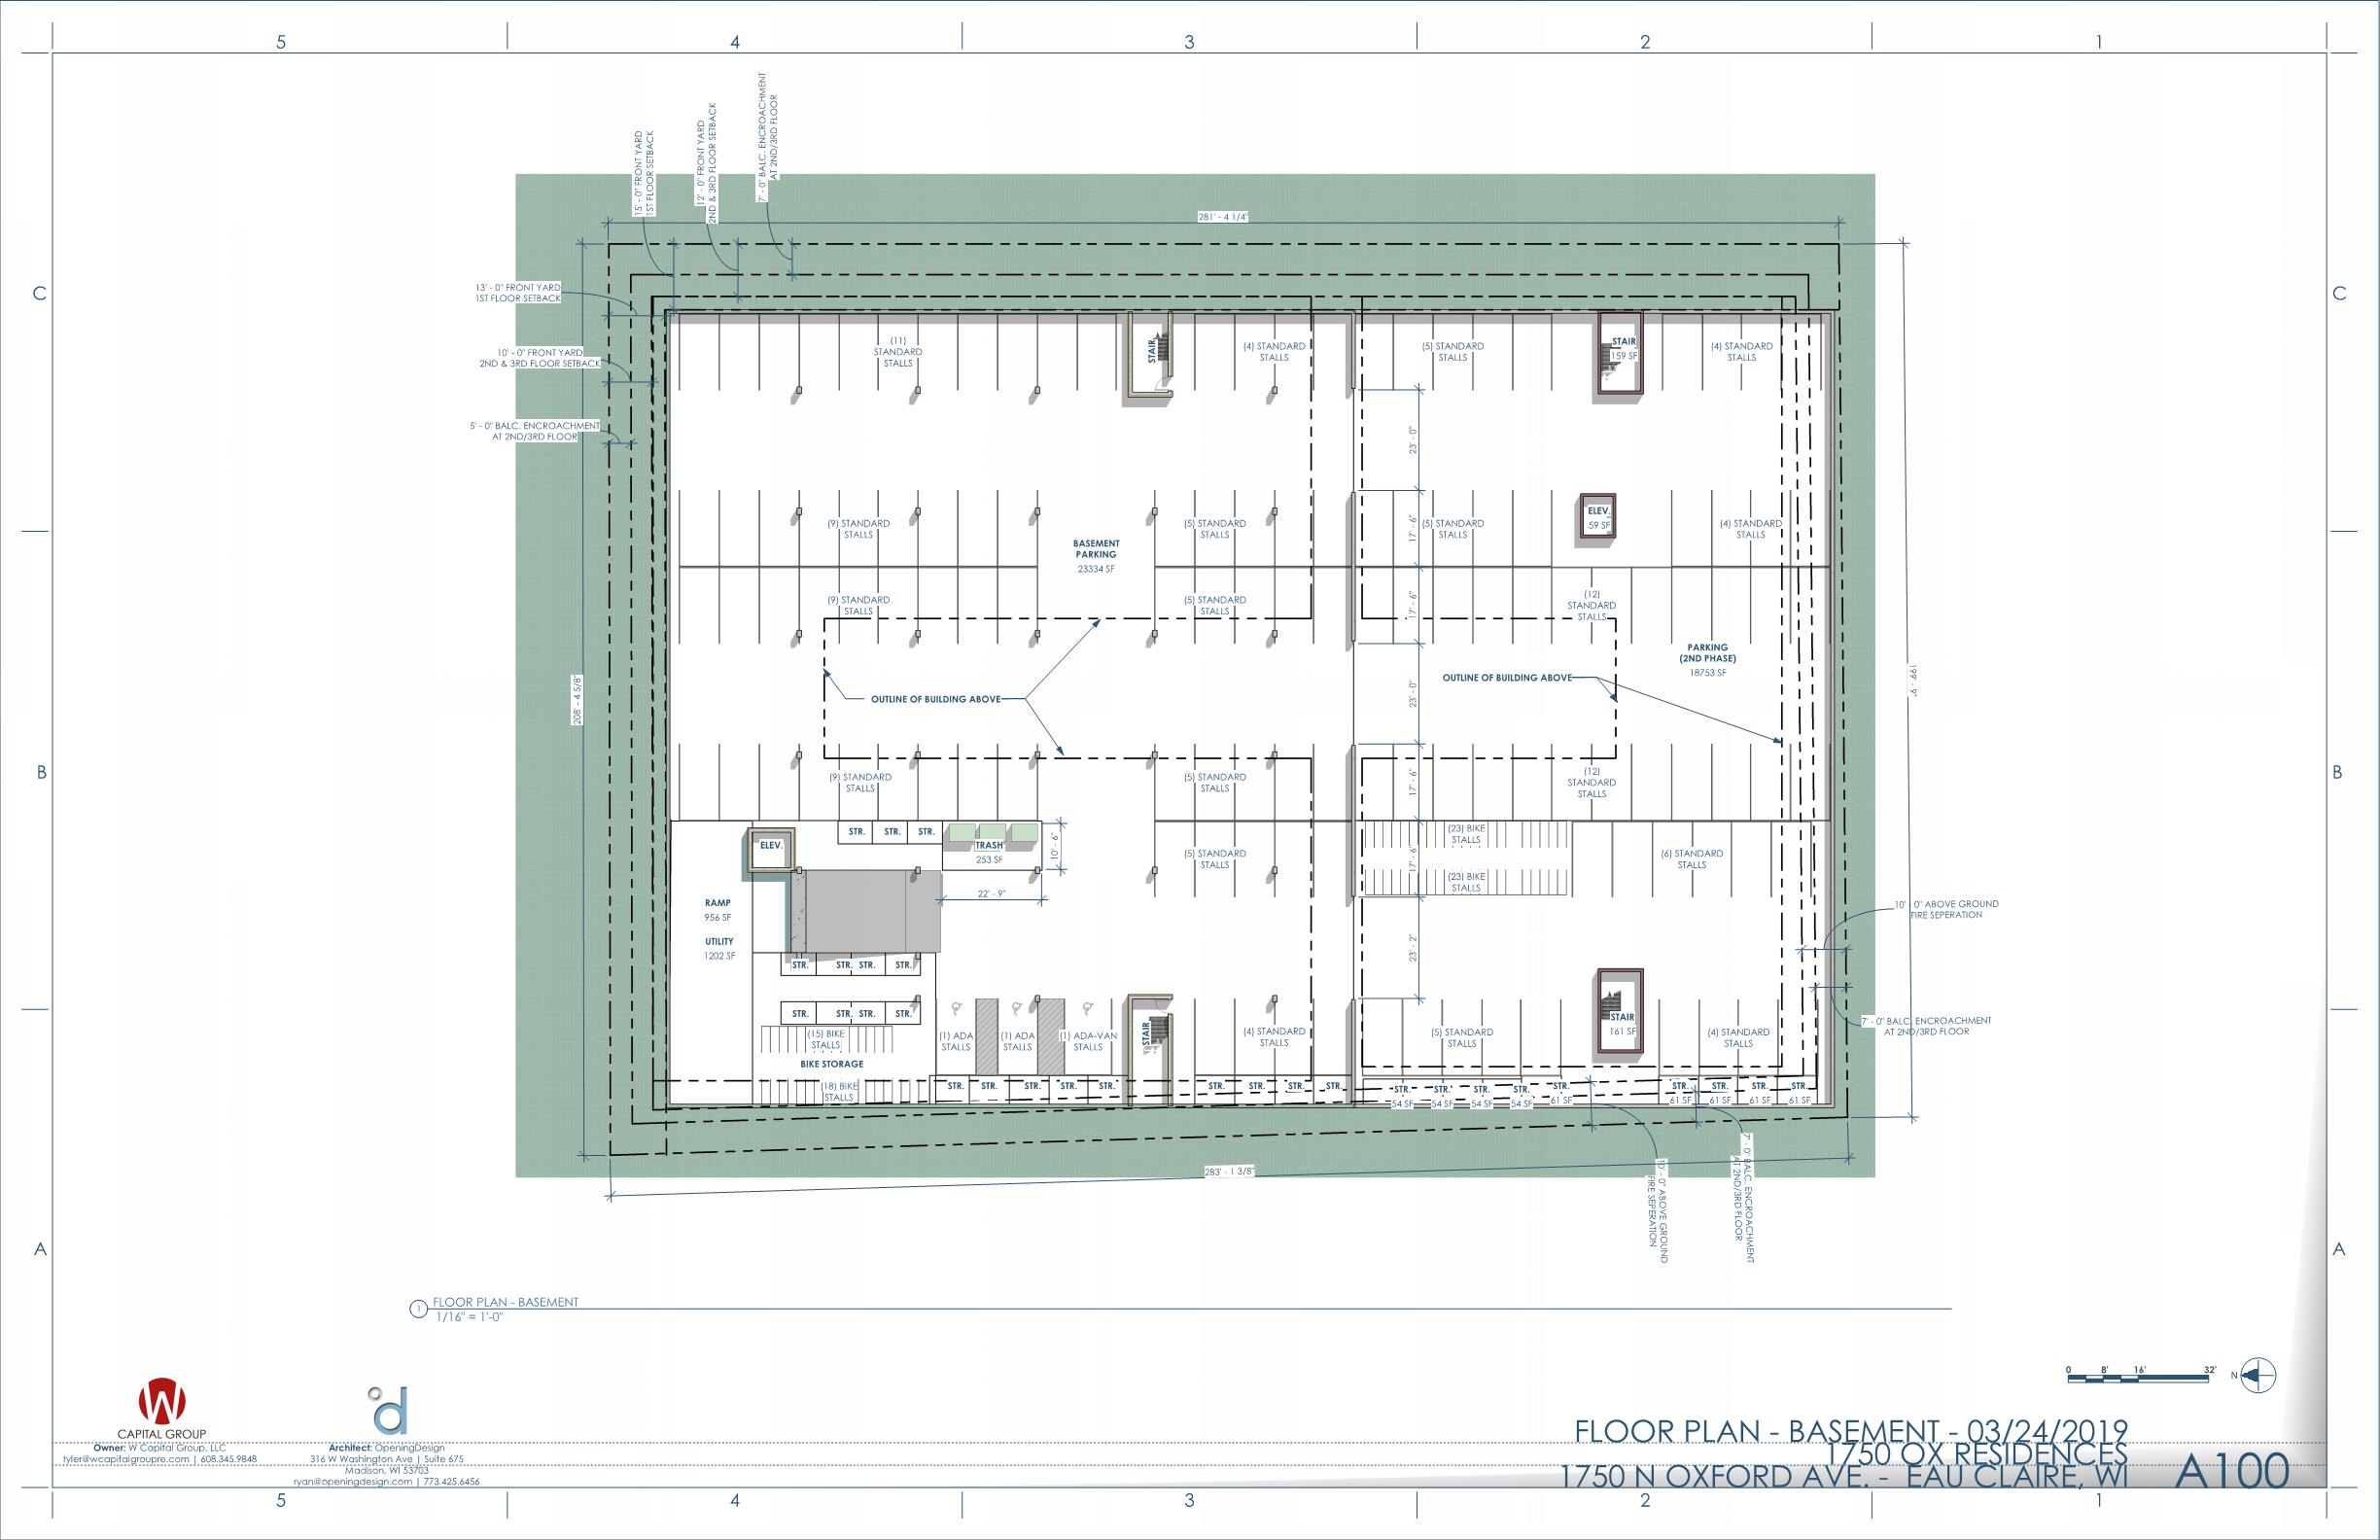 5 4 3 2 1
15' - 0" FRONT YARD
1ST FLOOR SETBACK
12' - 0" FRONT YARD
2ND & 3RD FLOOR SETBACK
7' - 0" BALC. ENCROACHMENT
AT 2ND/3RD FLOOR
281' - 4 1/4"
C C
13' - 0" FRONT YARD
1ST FLOOR SETBACK
10' - 0" FRONT YARD
2ND & 3RD FLOOR SETBACK
5' - 0" BALC. ENCROACHMENT
AT 2ND/3RD FLOOR
(11)
STANDARD
STALLS
STAIR
(4) STANDARD
STALLS
(5) STANDARD
STALLS
STAIR
159 SF
(4) STANDARD
STALLS
23' - 0"
(9) STANDARD
STALLS
(5) STANDARD
STALLS
17' - 6"
(5) STANDARD
STALLS
ELEV.
59 SF
(4) STANDARD
STALLS
BASEMENT
PARKING
23334 SF
(9) STANDARD
STALLS
(5) STANDARD
STALLS
17' - 6"
(12)
STANDARD
STALLS
PARKING
(2ND PHASE)
18753 SF
OUTLINE OF BUILDING ABOVE
OUTLINE OF BUILDING ABOVE
23' - 0"
208' - 4 5/8"
199' - 9"
B B
(9) STANDARD
STALLS
(5) STANDARD
STALLS
17' - 6"
(12)
STANDARD
STALLS
ELEV.
STR. STR. STR.
TRASH
253 SF
10' - 6"
22' - 9"
(5) STANDARD
STALLS
(23) BIKE
STALLS
17' - 6"
(23) BIKE
STALLS
(6) STANDARD
STALLS
RAMP
956 SF
UTILITY
1202 SF
10' - 0" ABOVE GROUND
FIRE SEPERATION
23' - 2"
STR. STR. STR. STR.
STR. STR. STR. STR.
(15) BIKE
STALLS
BIKE STORAGE
(18) BIKE
STALLS
(1) ADA
STALLS
(1) ADA
STALLS
(1) ADA-VAN
STALLS
STAIR
(4) STANDARD
STALLS
(5) STANDARD
STALLS
STAIR
161 SF
(4) STANDARD
STALLS
7' - 0" BALC. ENCROACHMENT
AT 2ND/3RD FLOOR
STR. STR. STR. STR. STR.
STR. STR. STR. STR.
STR. STR. STR. STR. STR.
54 SF 54 SF 54 SF 54 SF 61 SF
STR. STR. STR. STR.
61 SF 61 SF 61 SF 61 SF
283' - 1 3/8"
10' - 0" ABOVE GROUND
FIRE SEPERATION
7' - 0" BALC. ENCROACHMENT
AT 2ND/3RD FLOOR
A A
1 FLOOR PLAN - BASEMENT
1/16" = 1'-0"
0 8' 16' 32'
N
W
CAPITAL GROUP
Owner: W Capital Group, LLC
tyler@wcapitalgroupre.com | 608.345.9848
d
Architect: OpeningDesign
316 W Washington Ave | Suite 675
Madison, WI 53703
ryan@openingdesign.com | 773.425.6456
FLOOR PLAN - BASEMENT - 03/24/2019
1750 OX RESIDENCES
1750 N OXFORD AVE. - EAU CLAIRE, WI
A100
5 4 3 2 1